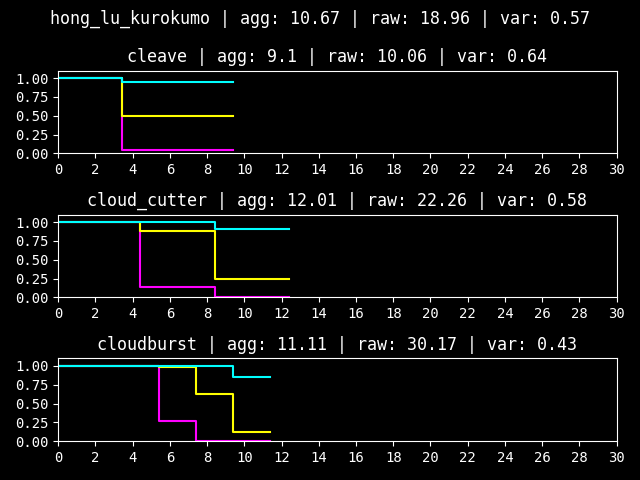 hong_lu_kurokumo | agg: 10.67 | raw: 18.96 | var: 0.57
cleave | agg: 9.1 | raw: 10.06 | var: 0.64
1.00
0.75
0.50
0.25
0.00
0 2 4 6 8 10 12 14 16 18 20 22 24 26 28 30
cloud_cutter | agg: 12.01 | raw: 22.26 | var: 0.58
1.00
0.75
0.50
0.25
0.00
0 2 4 6 8 10 12 14 16 18 20 22 24 26 28 30
cloudburst | agg: 11.11 | raw: 30.17 | var: 0.43
1.00
0.75
0.50
0.25
0.00
0 2 4 6 8 10 12 14 16 18 20 22 24 26 28 30